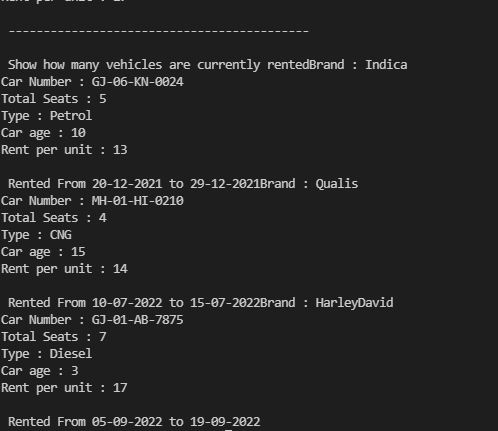 -------------------------------------------
Show how many vehicles are currently rentedBrand : Indica
Car Number : GJ-06-KN-0024
Total Seats : 5
Type : Petrol
Car age : 10
Rent per unit : 13
Rented From 20-12-2021 to 29-12-2021Brand : Qualis
Car Number : MH-01-HI-0210
Total Seats : 4
Type : CNG
Car age : 15
Rent per unit : 14
Rented From 10-07-2022 to 15-07-2022Brand : HarleyDavid
Car Number : GJ-01-AB-7875
Total Seats : 7
Type : Diesel
Car age : 3
Rent per unit : 17
Rented From 05-09-2022 to 19-09-2022